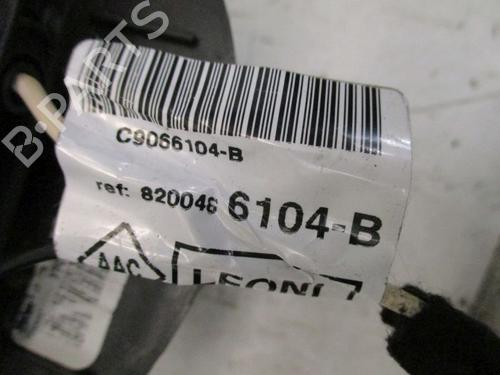 C9066104-B
ref: 820046 6104-B
AAC
LEONI
B-PARTS